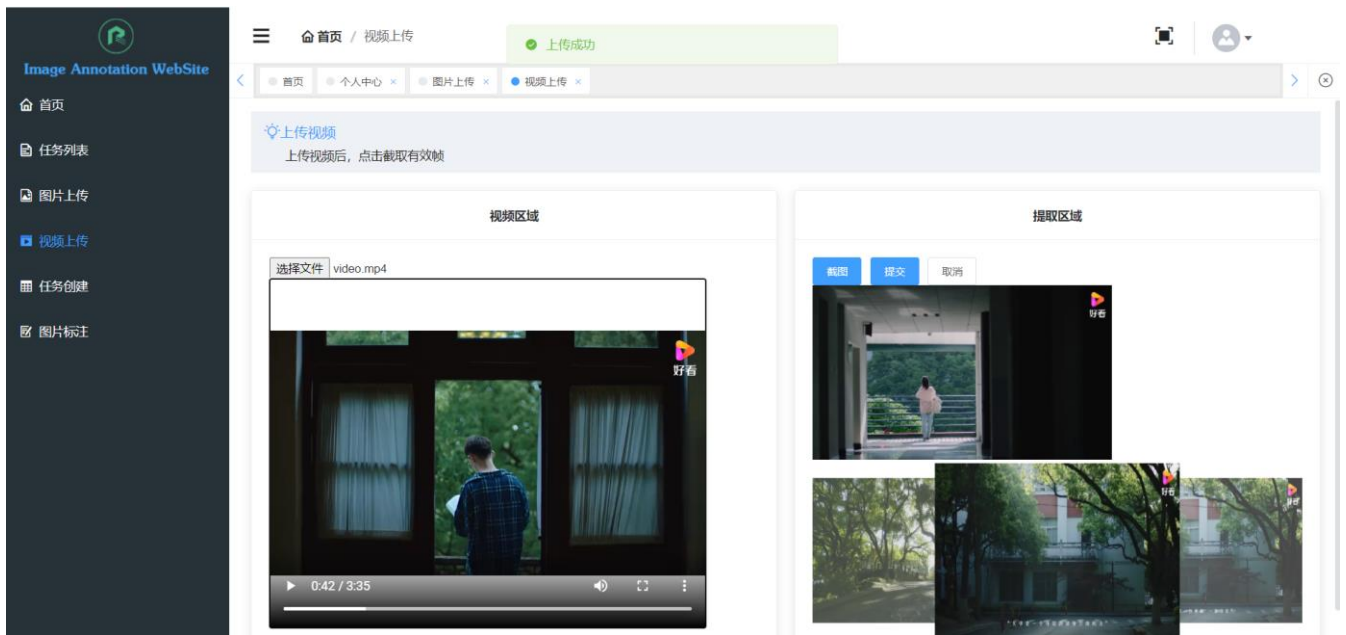 Image Annotation WebSite
首页
任务列表
图片上传
视频上传
任务创建
图片标注
首页 / 视频上传
上传成功
首页
个人中心 ×
图片上传 ×
视频上传 ×
上传视频
上传视频后，点击截取有效帧
视频区域
选择文件 video.mp4
好看
0:42 / 3:35
提取区域
截图 提交 取消
好看
好看
好看